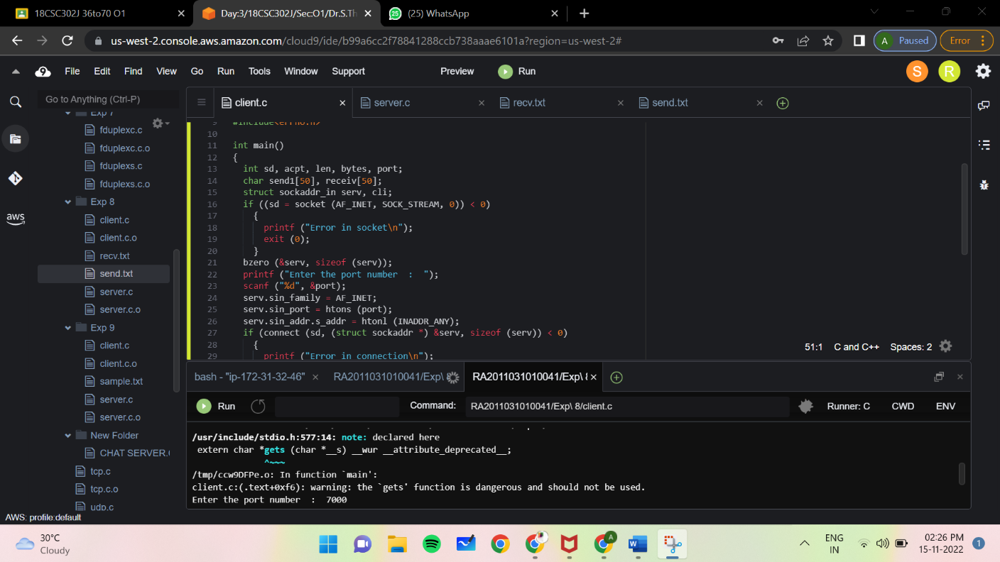 18CSC302J 36to70 O1
Day:3/18CSC302J/Sec:O1/Dr.S.Th
(25) WhatsApp
us-west-2.console.aws.amazon.com/cloud9/ide/b99a6cc2f78841288ccb738aaae6101a?region=us-west-2#
A Paused
Error
File Edit Find View Go Run Tools Window Support Preview Run
S R
Go to Anything (Ctrl-P)
client.c
server.c
recv.txt
send.txt
Exp 7
fduplexc.c
fduplexc.c.o
fduplexs.c
fduplexs.c.o
Exp 8
client.c
client.c.o
recv.txt
send.txt
server.c
server.c.o
Exp 9
client.c
client.c.o
sample.txt
server.c
server.c.o
New Folder
CHAT SERVER.
tcp.c
tcp.c.o
udp.c
aws
AWS: profile:default
9 #include<errno.h>
10
11 int main()
12 {
13 int sd, acpt, len, bytes, port;
14 char send1[50], receiv[50];
15 struct sockaddr_in serv, cli;
16 if ((sd = socket (AF_INET, SOCK_STREAM, 0)) < 0)
17 {
18 printf ("Error in socket\n");
19 exit (0);
20 }
21 bzero (&serv, sizeof (serv));
22 printf ("Enter the port number  :  ");
23 scanf ("%d", &port);
24 serv.sin_family = AF_INET;
25 serv.sin_port = htons (port);
26 serv.sin_addr.s_addr = htonl (INADDR_ANY);
27 if (connect (sd, (struct sockaddr *) &serv, sizeof (serv)) < 0)
28 {
29 printf ("Error in connection\n");
51:1 C and C++ Spaces: 2
bash - "ip-172-31-32-46"
RA2011031010041/Exp\
RA2011031010041/Exp\
Run
Command:
RA2011031010041/Exp\ 8/client.c
Runner: C
CWD
ENV
/usr/include/stdio.h:577:14: note: declared here
extern char *gets (char *__s) __wur __attribute_deprecated__;
^~~~
/tmp/ccw9DFPe.o: In function `main':
client.c:(.text+0xf6): warning: the `gets' function is dangerous and should not be used.
Enter the port number  :  7000
30°C
Cloudy
ENG
IN
02:26 PM
15-11-2022
1